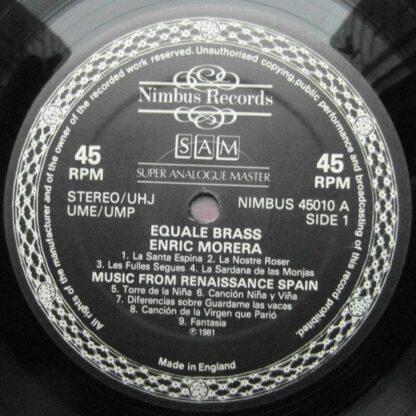 All rights of the manufacturer and of the owner of the recorded work reserved. Unauthorised copying, public performance and broadcasting of this record prohibited.
Nimbus Records
SAM
SUPER ANALOGUE MASTER
45 RPM
45 RPM
STEREO/UHJ
UME/UMP
NIMBUS 45010 A
SIDE 1
EQUALE BRASS
ENRIC MORERA
1. La Santa Espina 2. La Nostre Roser
3. Les Fulles Segues 4. La Sardana de las Monjas
MUSIC FROM RENAISSANCE SPAIN
5. Torre de la Niña 6. Canción Niña y Viña
7. Diferencias sobre Guardame las vacas
8. Canción de la Virgen que Parió
9. Fantasia
℗ 1981
Made in England